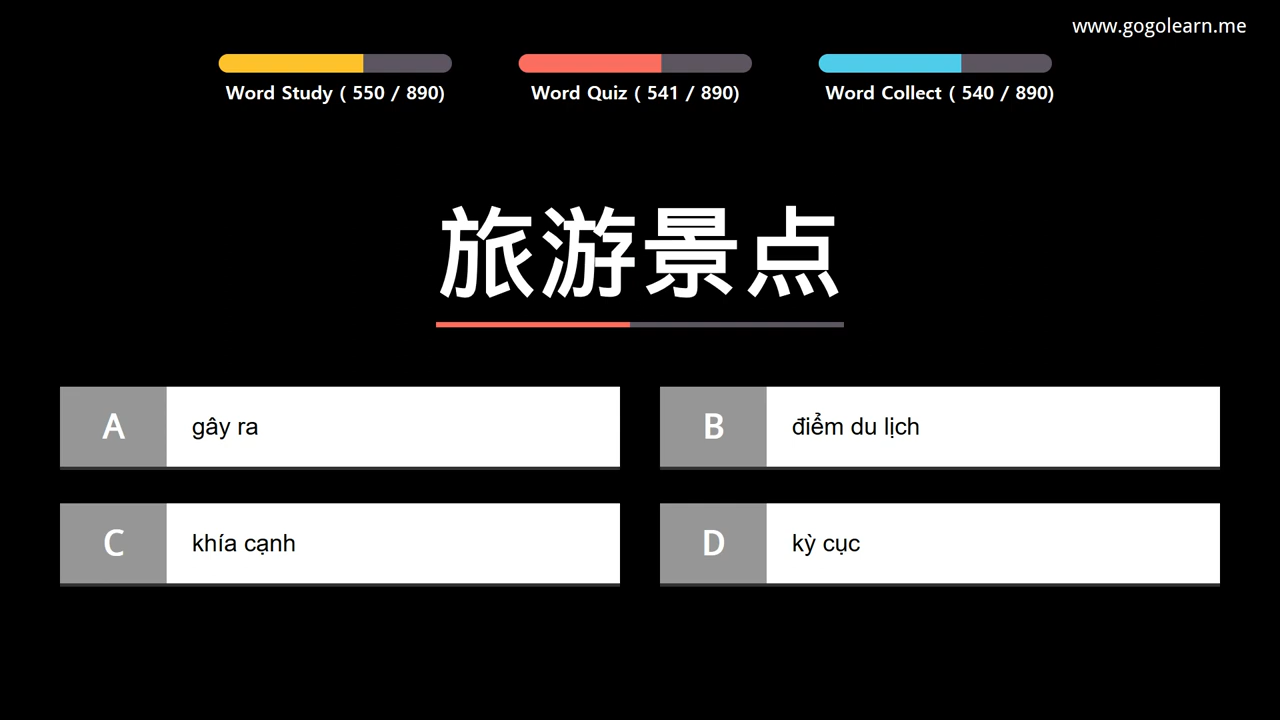 www.gogolearn.me
Word Study ( 550 / 890)
Word Quiz ( 541 / 890)
Word Collect ( 540 / 890)
旅游景点
A
gây ra
B
điểm du lịch
C
khía cạnh
D
kỳ cục